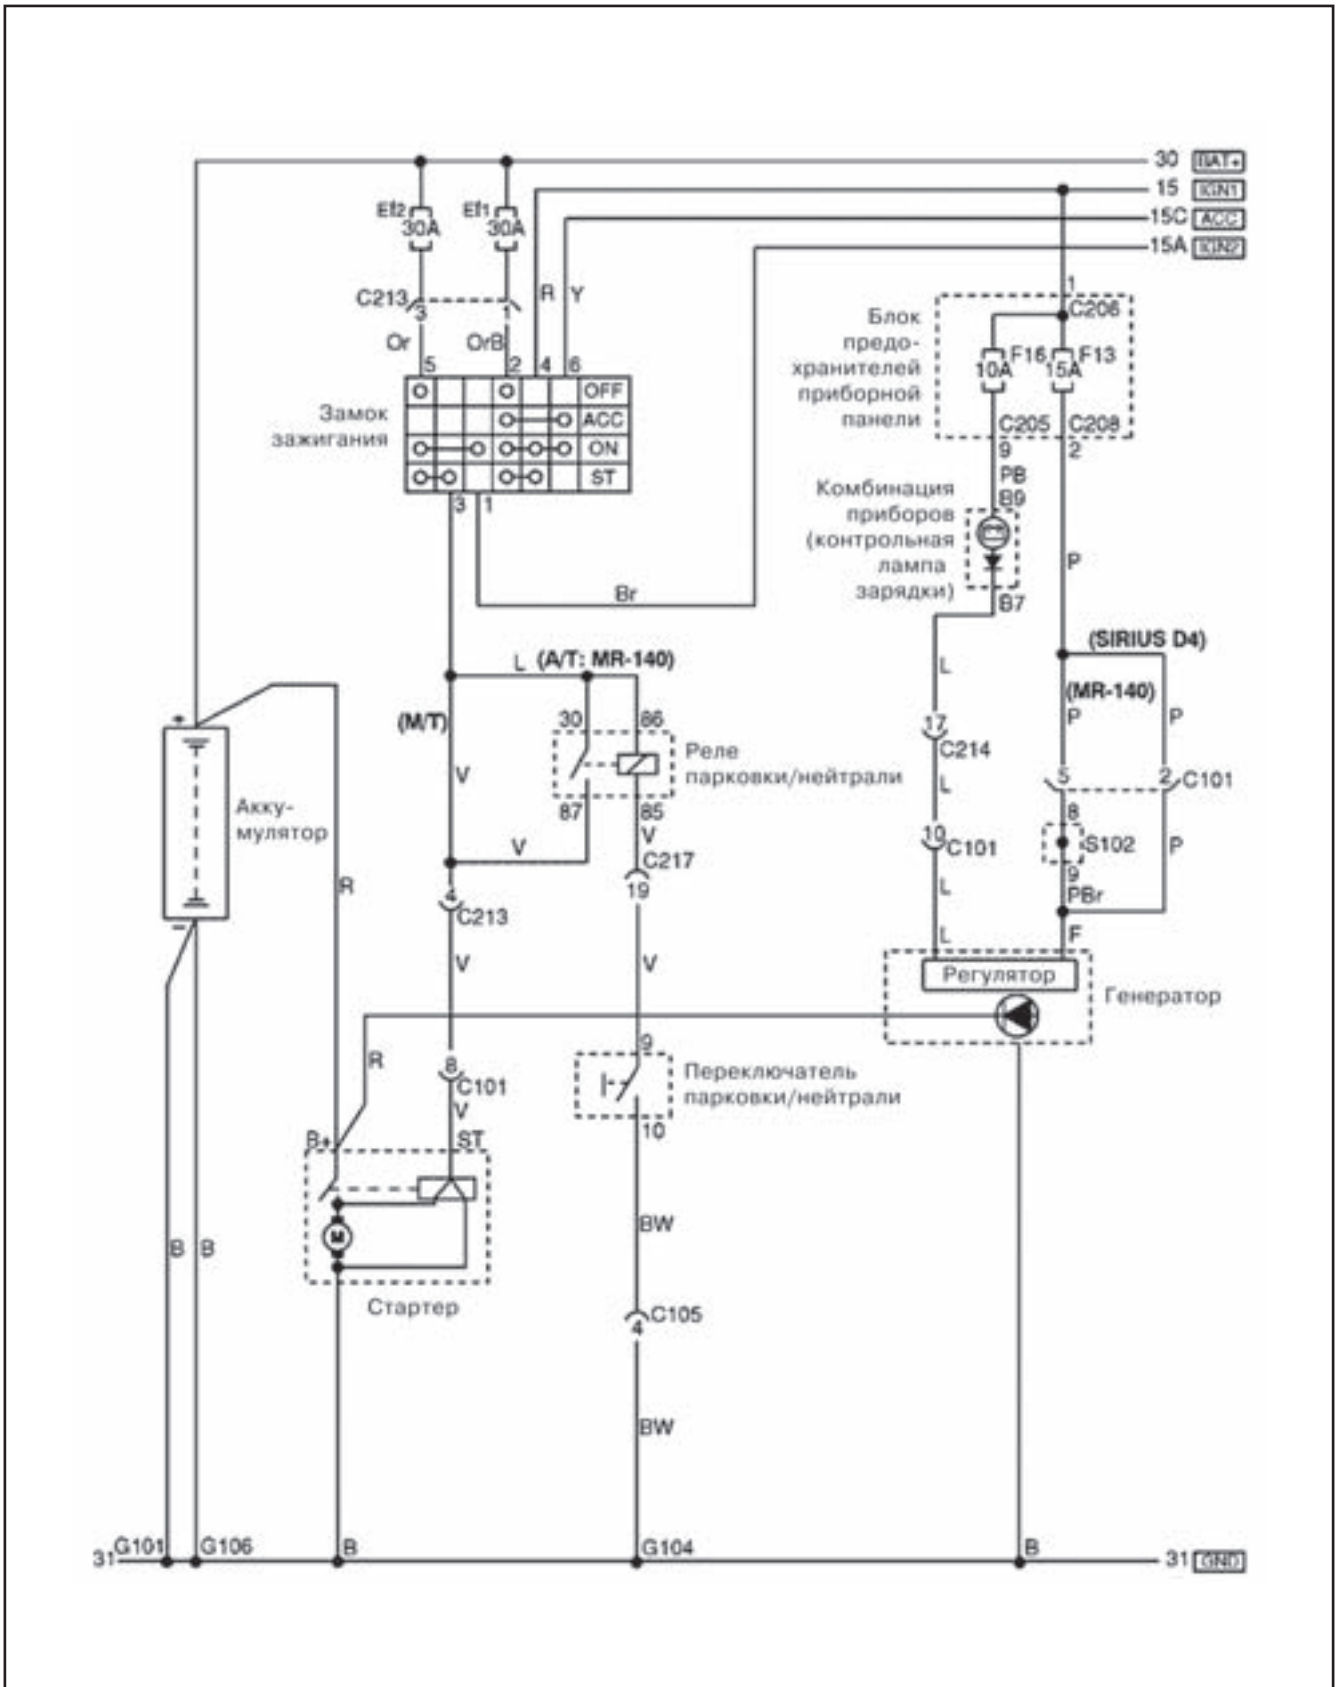 30 BAT+
15 IGN1
15C ACC
15A IGN2
Ef2
30A
Ef1
30A
R
Y
C213
3
1
Or
OrB
5
2
4
6
OFF
ACC
ON
ST
Замок
зажигания
3
1
Br
1
C206
Блок
предо-
хранителей
приборной
панели
F16
10A
F13
15A
C205
C208
9
2
PB
B9
Комбинация
приборов
(контрольная
лампа
зарядки)
B7
P
(SIRIUS D4)
(MR-140)
P
P
L
17
C214
L
10
C101
L
L
5
2
C101
8
S102
9
PBr
P
F
Регулятор
Генератор
L (A/T: MR-140)
(M/T)
30
86
Реле
парковки/нейтрали
87
85
V
V
V
C217
19
4
C213
V
V
+
Акку-
мулятор
–
R
R
8
C101
V
9
Переключатель
парковки/нейтрали
10
B+
ST
M
Стартер
B
B
BW
C105
4
BW
31
G101
G106
B
G104
B
31 GND